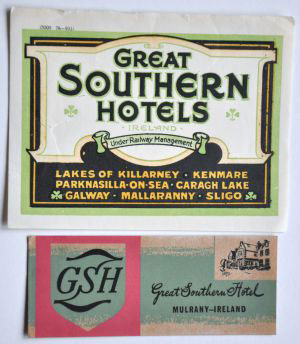 GREAT
SOUTHERN
HOTELS
IRELAND
Under Railway Management
LAKES OF KILLARNEY · KENMARE
PARKNASILLA-ON-SEA · CARAGH LAKE
GALWAY · MALLARANNY · SLIGO
GSH
Great Southern Hotel
MULRANY-IRELAND